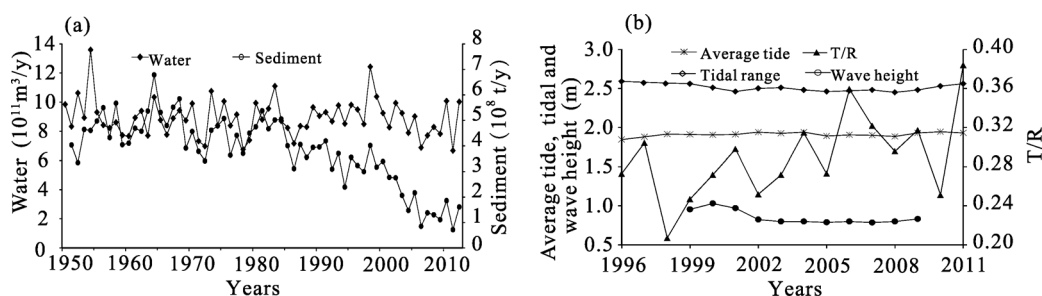 (a)
Water
Sediment
Water (10¹¹m³/y)
14
12
10
8
6
4
2
0
Sediment (10⁸ t/y)
8
7
6
5
4
3
2
1
0
1950 1960 1970 1980 1990 2000 2010
Years
(b)
Average tide T/R
Tidal range Wave height
Average tide, tidal and
wave height (m)
3.0
2.5
2.0
1.5
1.0
0.5
T/R
0.40
0.36
0.32
0.28
0.24
0.20
1996 1999 2002 2005 2008 2011
Years